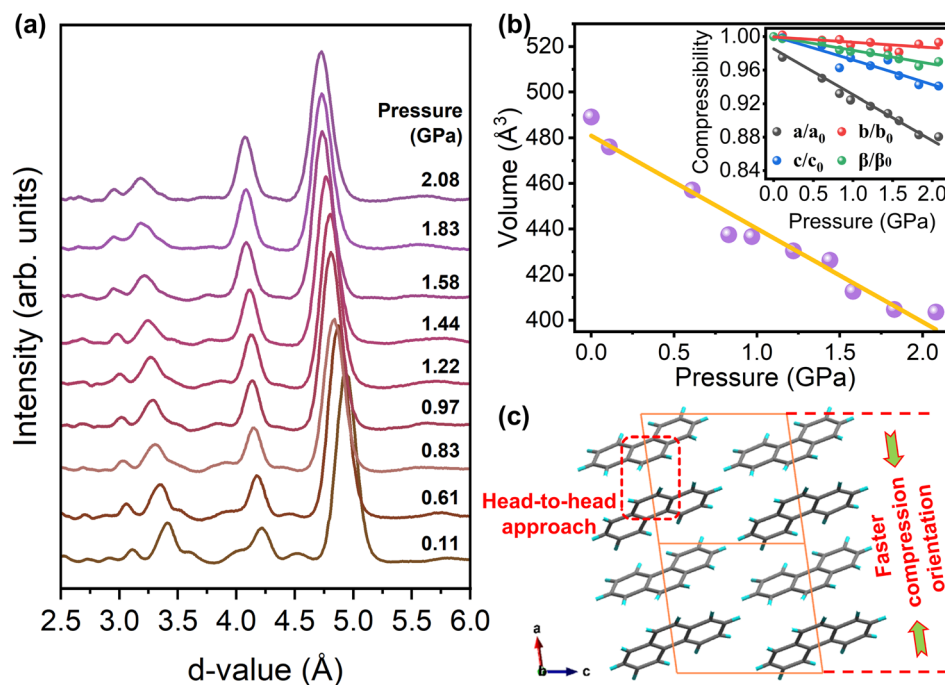 (a)
Intensity (arb. units)
Pressure
(GPa)
2.08
1.83
1.58
1.44
1.22
0.97
0.83
0.61
0.11
2.5 3.0 3.5 4.0 4.5 5.0 5.5 6.0
d-value (Å)
(b)
Volume (Å³)
520
500
480
460
440
420
400
0.0 0.5 1.0 1.5 2.0
Pressure (GPa)
Compressibility
1.00
0.96
0.92
0.88
0.84
a/a₀ b/b₀
c/c₀ β/β₀
0.0 0.5 1.0 1.5 2.0
Pressure (GPa)
(c)
Head-to-head
approach
Faster
compression
orientation
a
b
c